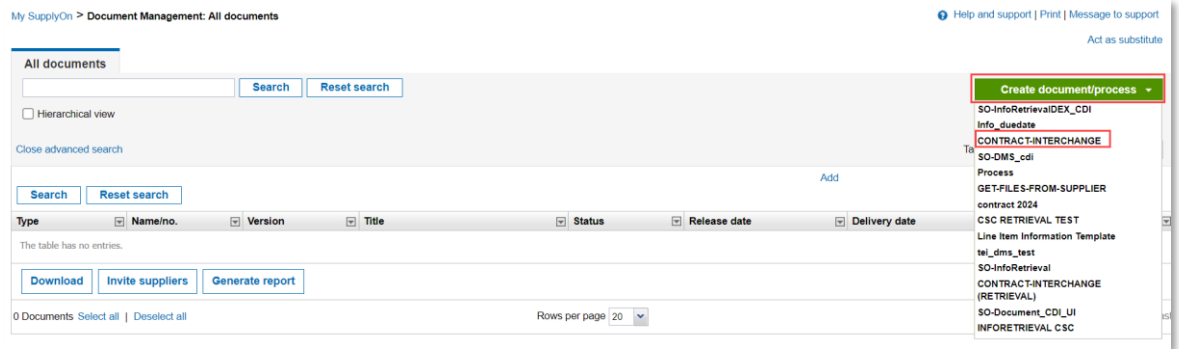 My SupplyOn > Document Management: All documents
Help and support | Print | Message to support
Act as substitute
All documents
Search Reset search
Create document/process
Hierarchical view
SO-InfoRetrievalDEX_CDI
Info_duedate
CONTRACT-INTERCHANGE
Close advanced search
SO-DMS_cdi
Process
Add
GET-FILES-FROM-SUPPLIER
Search Reset search
contract 2024
CSC RETRIEVAL TEST
Type Name/no. Version Title Status Release date Delivery date
Line Item Information Template
The table has no entries.
tei_dms_test
SO-InfoRetrieval
Download Invite suppliers Generate report
CONTRACT-INTERCHANGE
(RETRIEVAL)
0 Documents Select all | Deselect all
Rows per page 20
SO-Document_CDI_UI
INFORETRIEVAL CSC